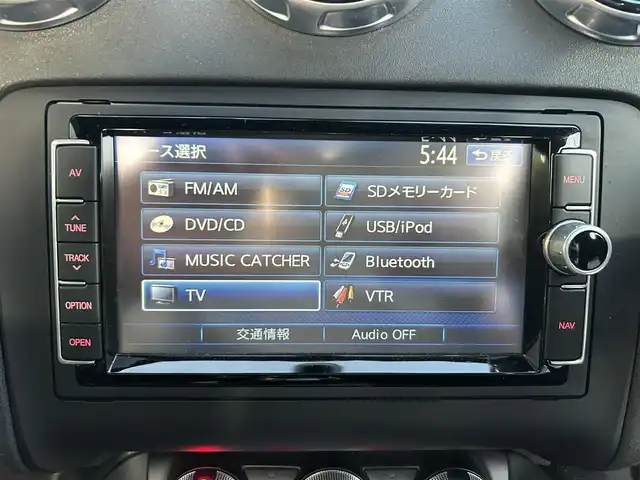 AV
TUNE
TRACK
OPTION
OPEN
ース選択
5:44
戻る
FM/AM
SDメモリーカード
SD
DVD/CD
USB/iPod
MUSIC CATCHER
Bluetooth
TV
VTR
交通情報
Audio OFF
MENU
NAV